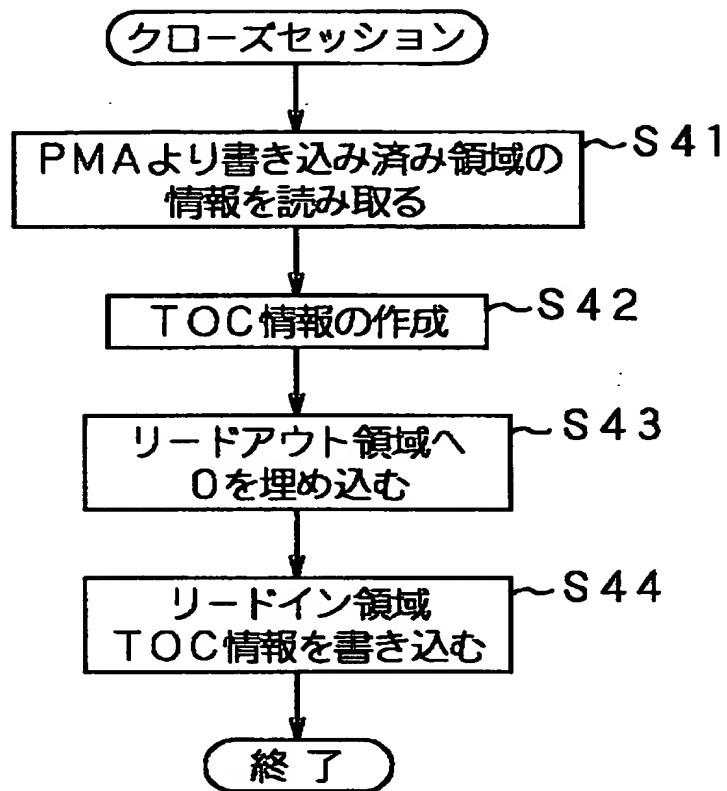 クローズセッション
PMAより書き込み済み領域の
情報を読み取る
S41
TOC情報の作成
S42
リードアウト領域へ
0を埋め込む
S43
リードイン領域
TOC情報を書き込む
S44
終了